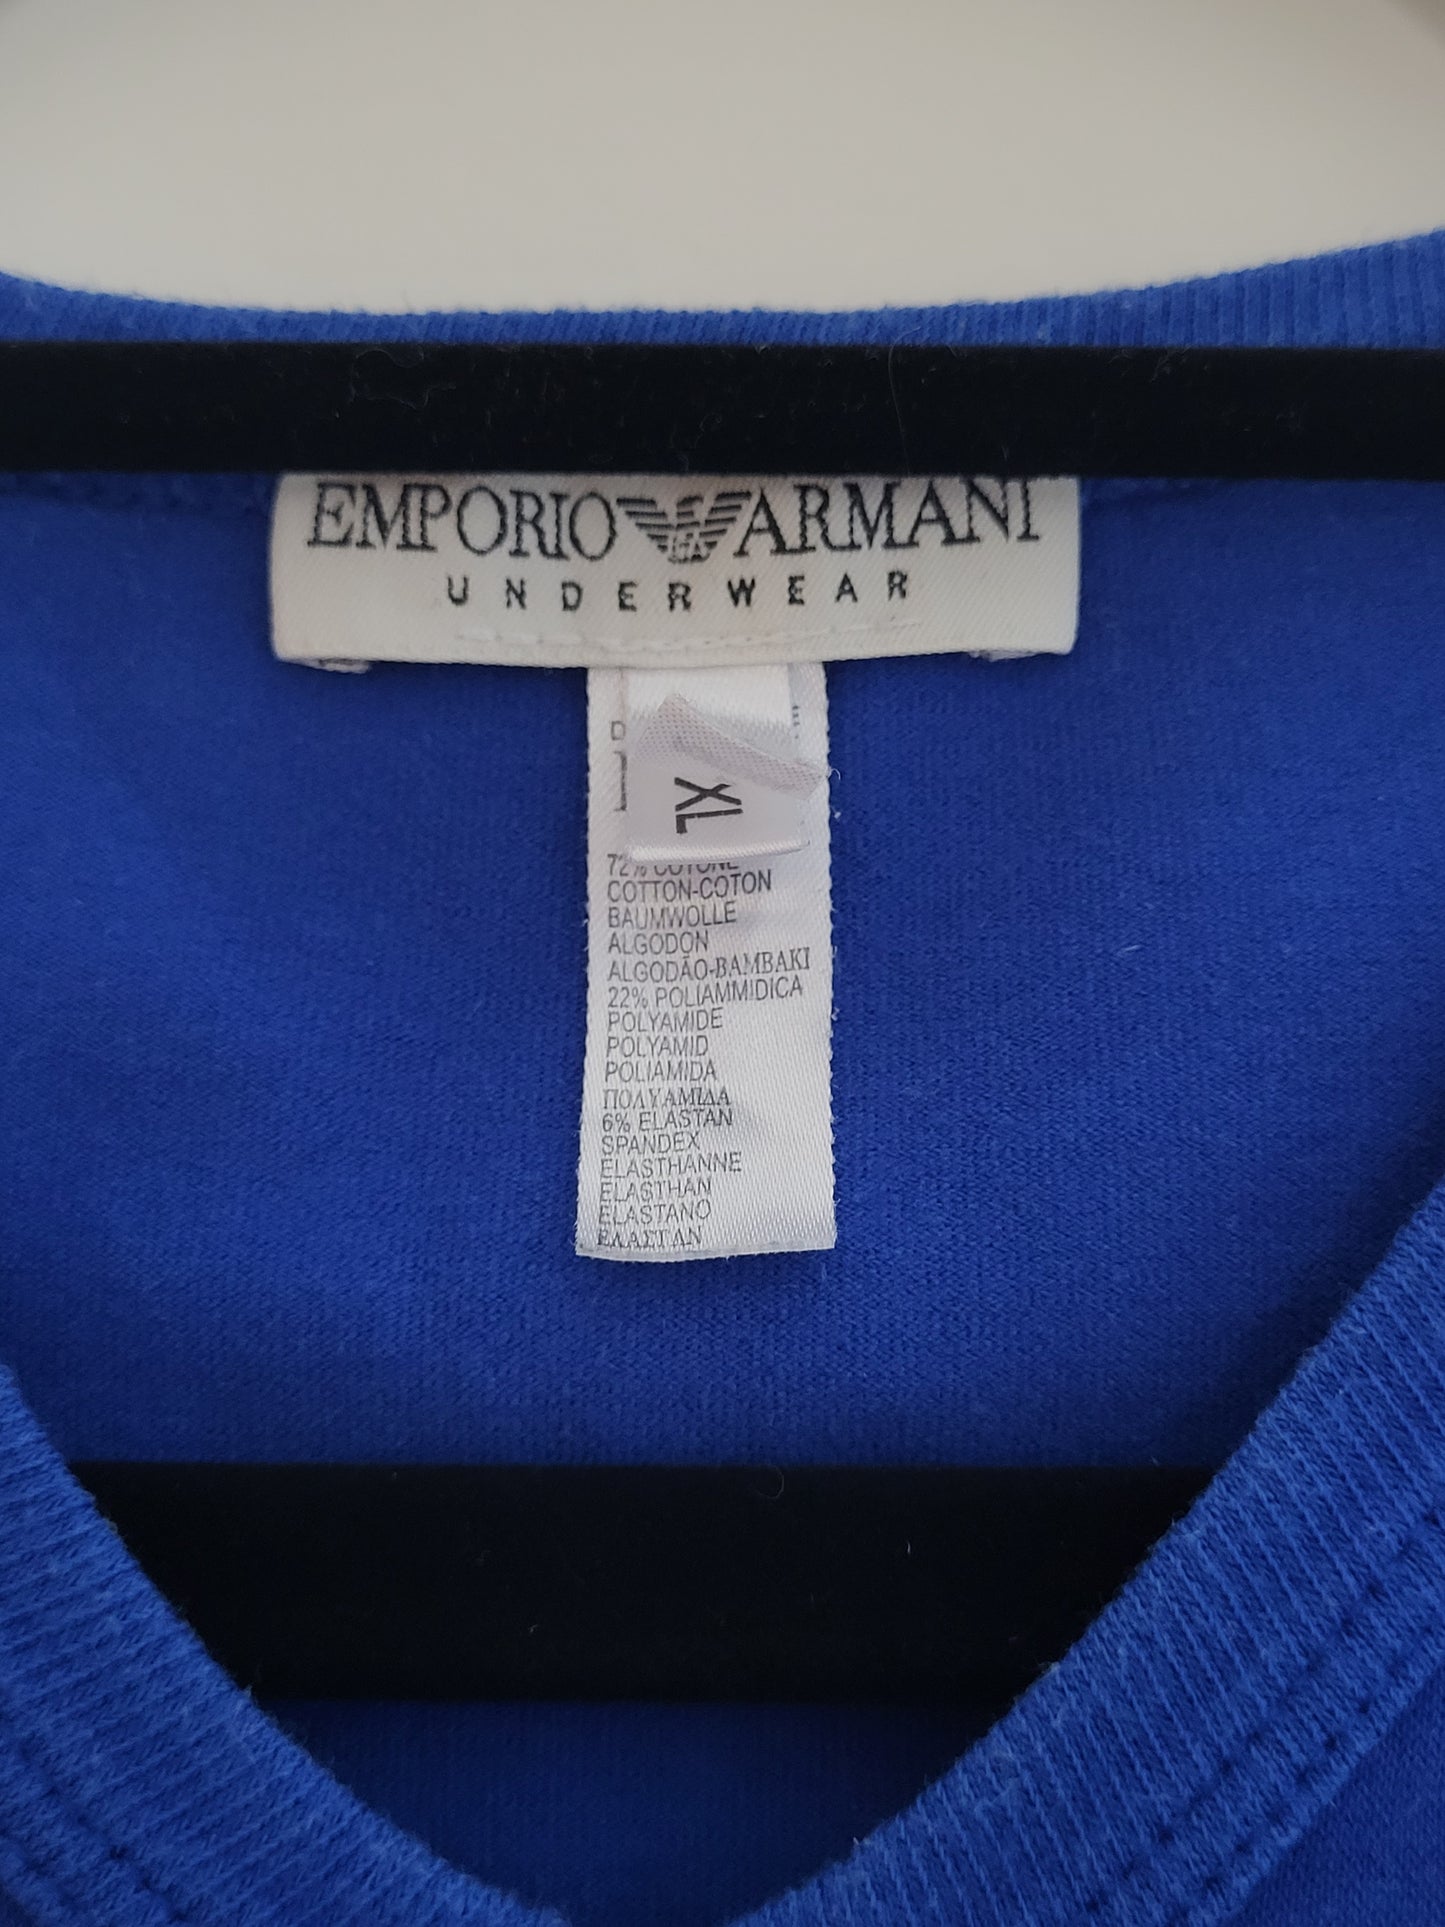 EMPORIO ARMANI
UNDERWEAR
XL
72% COTONE
COTTON-COTON
BAUMWOLLE
ALGODON
ALGODÃO-BAMBAKI
22% POLIAMMIDICA
POLYAMIDE
POLYAMID
POLIAMIDA
ΠΟΛΥΑΜΙΔΑ
6% ELASTAN
SPANDEX
ELASTHANNE
ELASTHAN
ELASTANO
ΕΛΑΣΤΑΝ